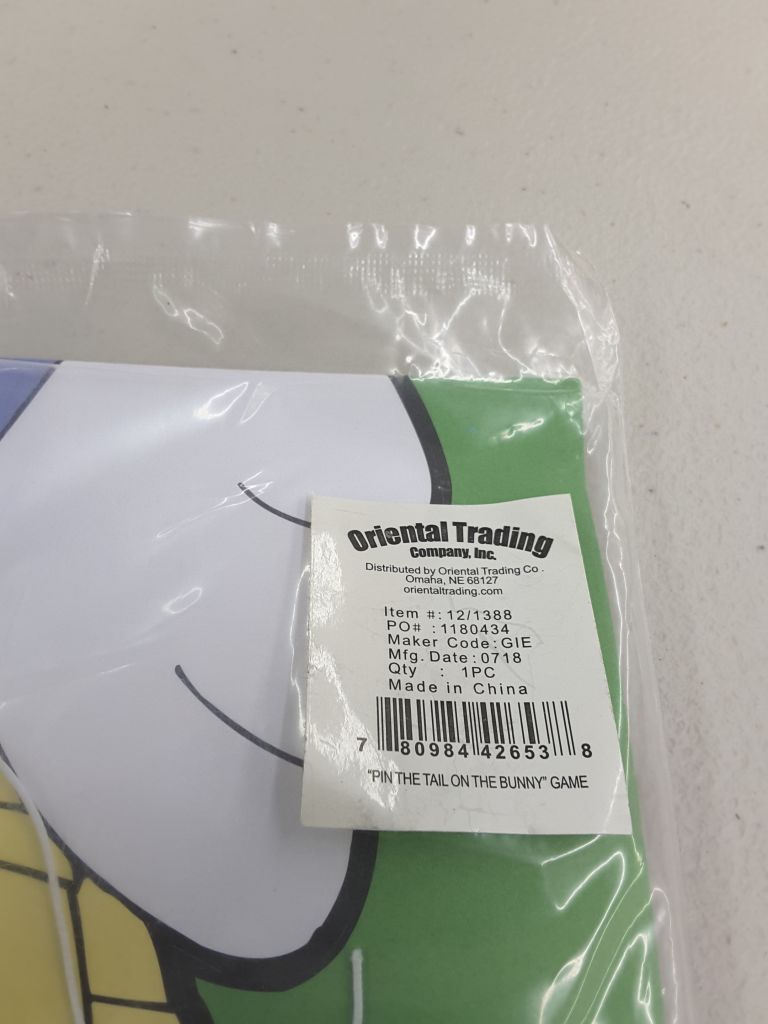 Oriental Trading
Company, Inc.
Distributed by Oriental Trading Co .
Omaha, NE 68127
orientaltrading.com
Item #: 12/1388
PO# : 1180434
Maker Code: GIE
Mfg. Date: 0718
Qty : 1PC
Made in China
7 80984 42653 8
"PIN THE TAIL ON THE BUNNY" GAME